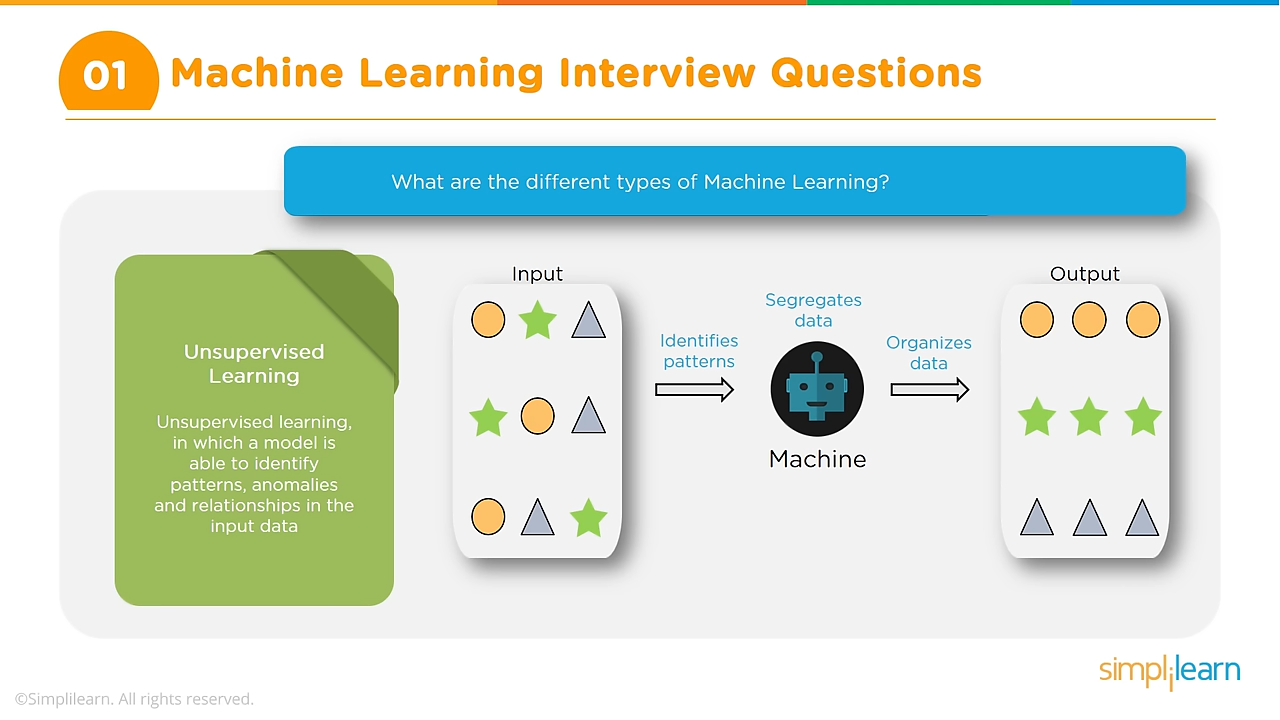 01
Machine Learning Interview Questions
What are the different types of Machine Learning?
Unsupervised
Learning
Unsupervised learning,
in which a model is
able to identify
patterns, anomalies
and relationships in the
input data
Input
Identifies
patterns
Segregates
data
Machine
Organizes
data
Output
simplilearn
©Simplilearn. All rights reserved.